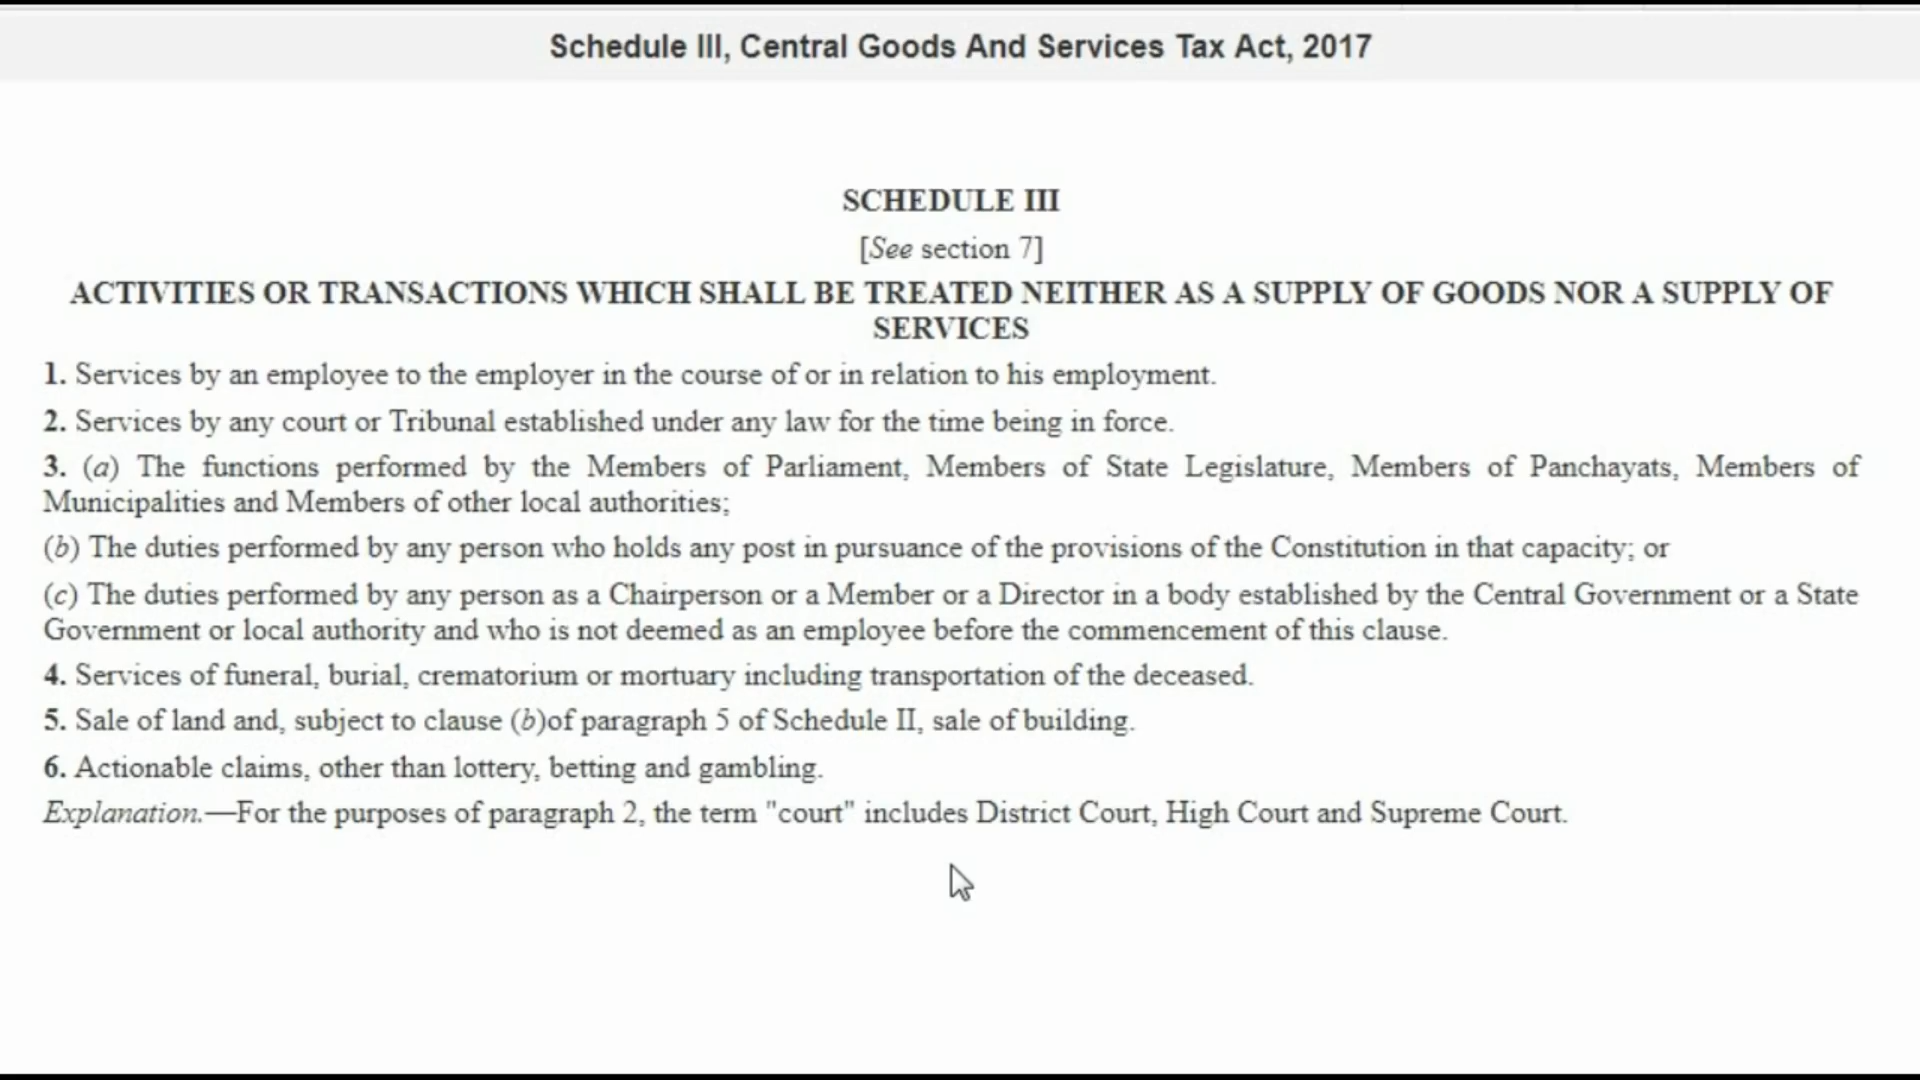 Schedule III, Central Goods And Services Tax Act, 2017
SCHEDULE III
[See section 7]
ACTIVITIES OR TRANSACTIONS WHICH SHALL BE TREATED NEITHER AS A SUPPLY OF GOODS NOR A SUPPLY OF
SERVICES
1. Services by an employee to the employer in the course of or in relation to his employment.
2. Services by any court or Tribunal established under any law for the time being in force.
3. (a) The functions performed by the Members of Parliament, Members of State Legislature, Members of Panchayats, Members of
Municipalities and Members of other local authorities;
(b) The duties performed by any person who holds any post in pursuance of the provisions of the Constitution in that capacity; or
(c) The duties performed by any person as a Chairperson or a Member or a Director in a body established by the Central Government or a State
Government or local authority and who is not deemed as an employee before the commencement of this clause.
4. Services of funeral, burial, crematorium or mortuary including transportation of the deceased.
5. Sale of land and, subject to clause (b)of paragraph 5 of Schedule II, sale of building.
6. Actionable claims, other than lottery, betting and gambling.
Explanation.—For the purposes of paragraph 2, the term "court" includes District Court, High Court and Supreme Court.